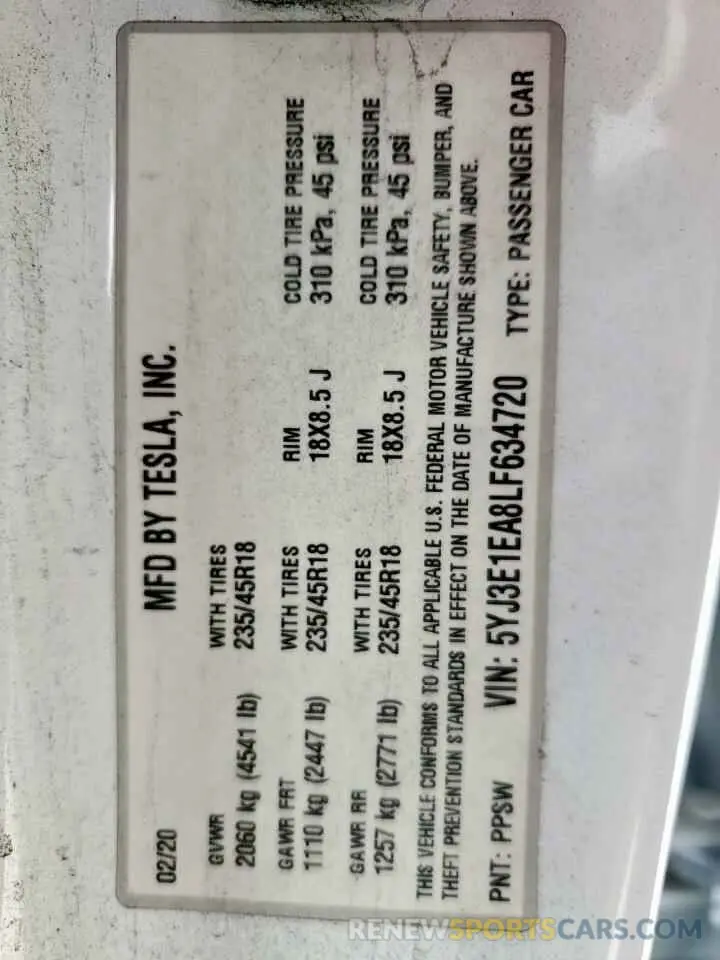 MFD BY TESLA, INC.
02/20
GVWR WITH TIRES
2060 kg (4541 lb) 235/45R18
GAWR FRT WITH TIRES RIM COLD TIRE PRESSURE
1110 kg (2447 lb) 235/45R18 18X8.5 J 310 kPa, 45 psi
GAWR RR WITH TIRES RIM COLD TIRE PRESSURE
1257 kg (2771 lb) 235/45R18 18X8.5 J 310 kPa, 45 psi
THIS VEHICLE CONFORMS TO ALL APPLICABLE U.S. FEDERAL MOTOR VEHICLE SAFETY, BUMPER, AND
THEFT PREVENTION STANDARDS IN EFFECT ON THE DATE OF MANUFACTURE SHOWN ABOVE.
PNT: PPSW VIN: 5YJ3E1EA8LF634720 TYPE: PASSENGER CAR
RENEWSPORTSCARS.COM